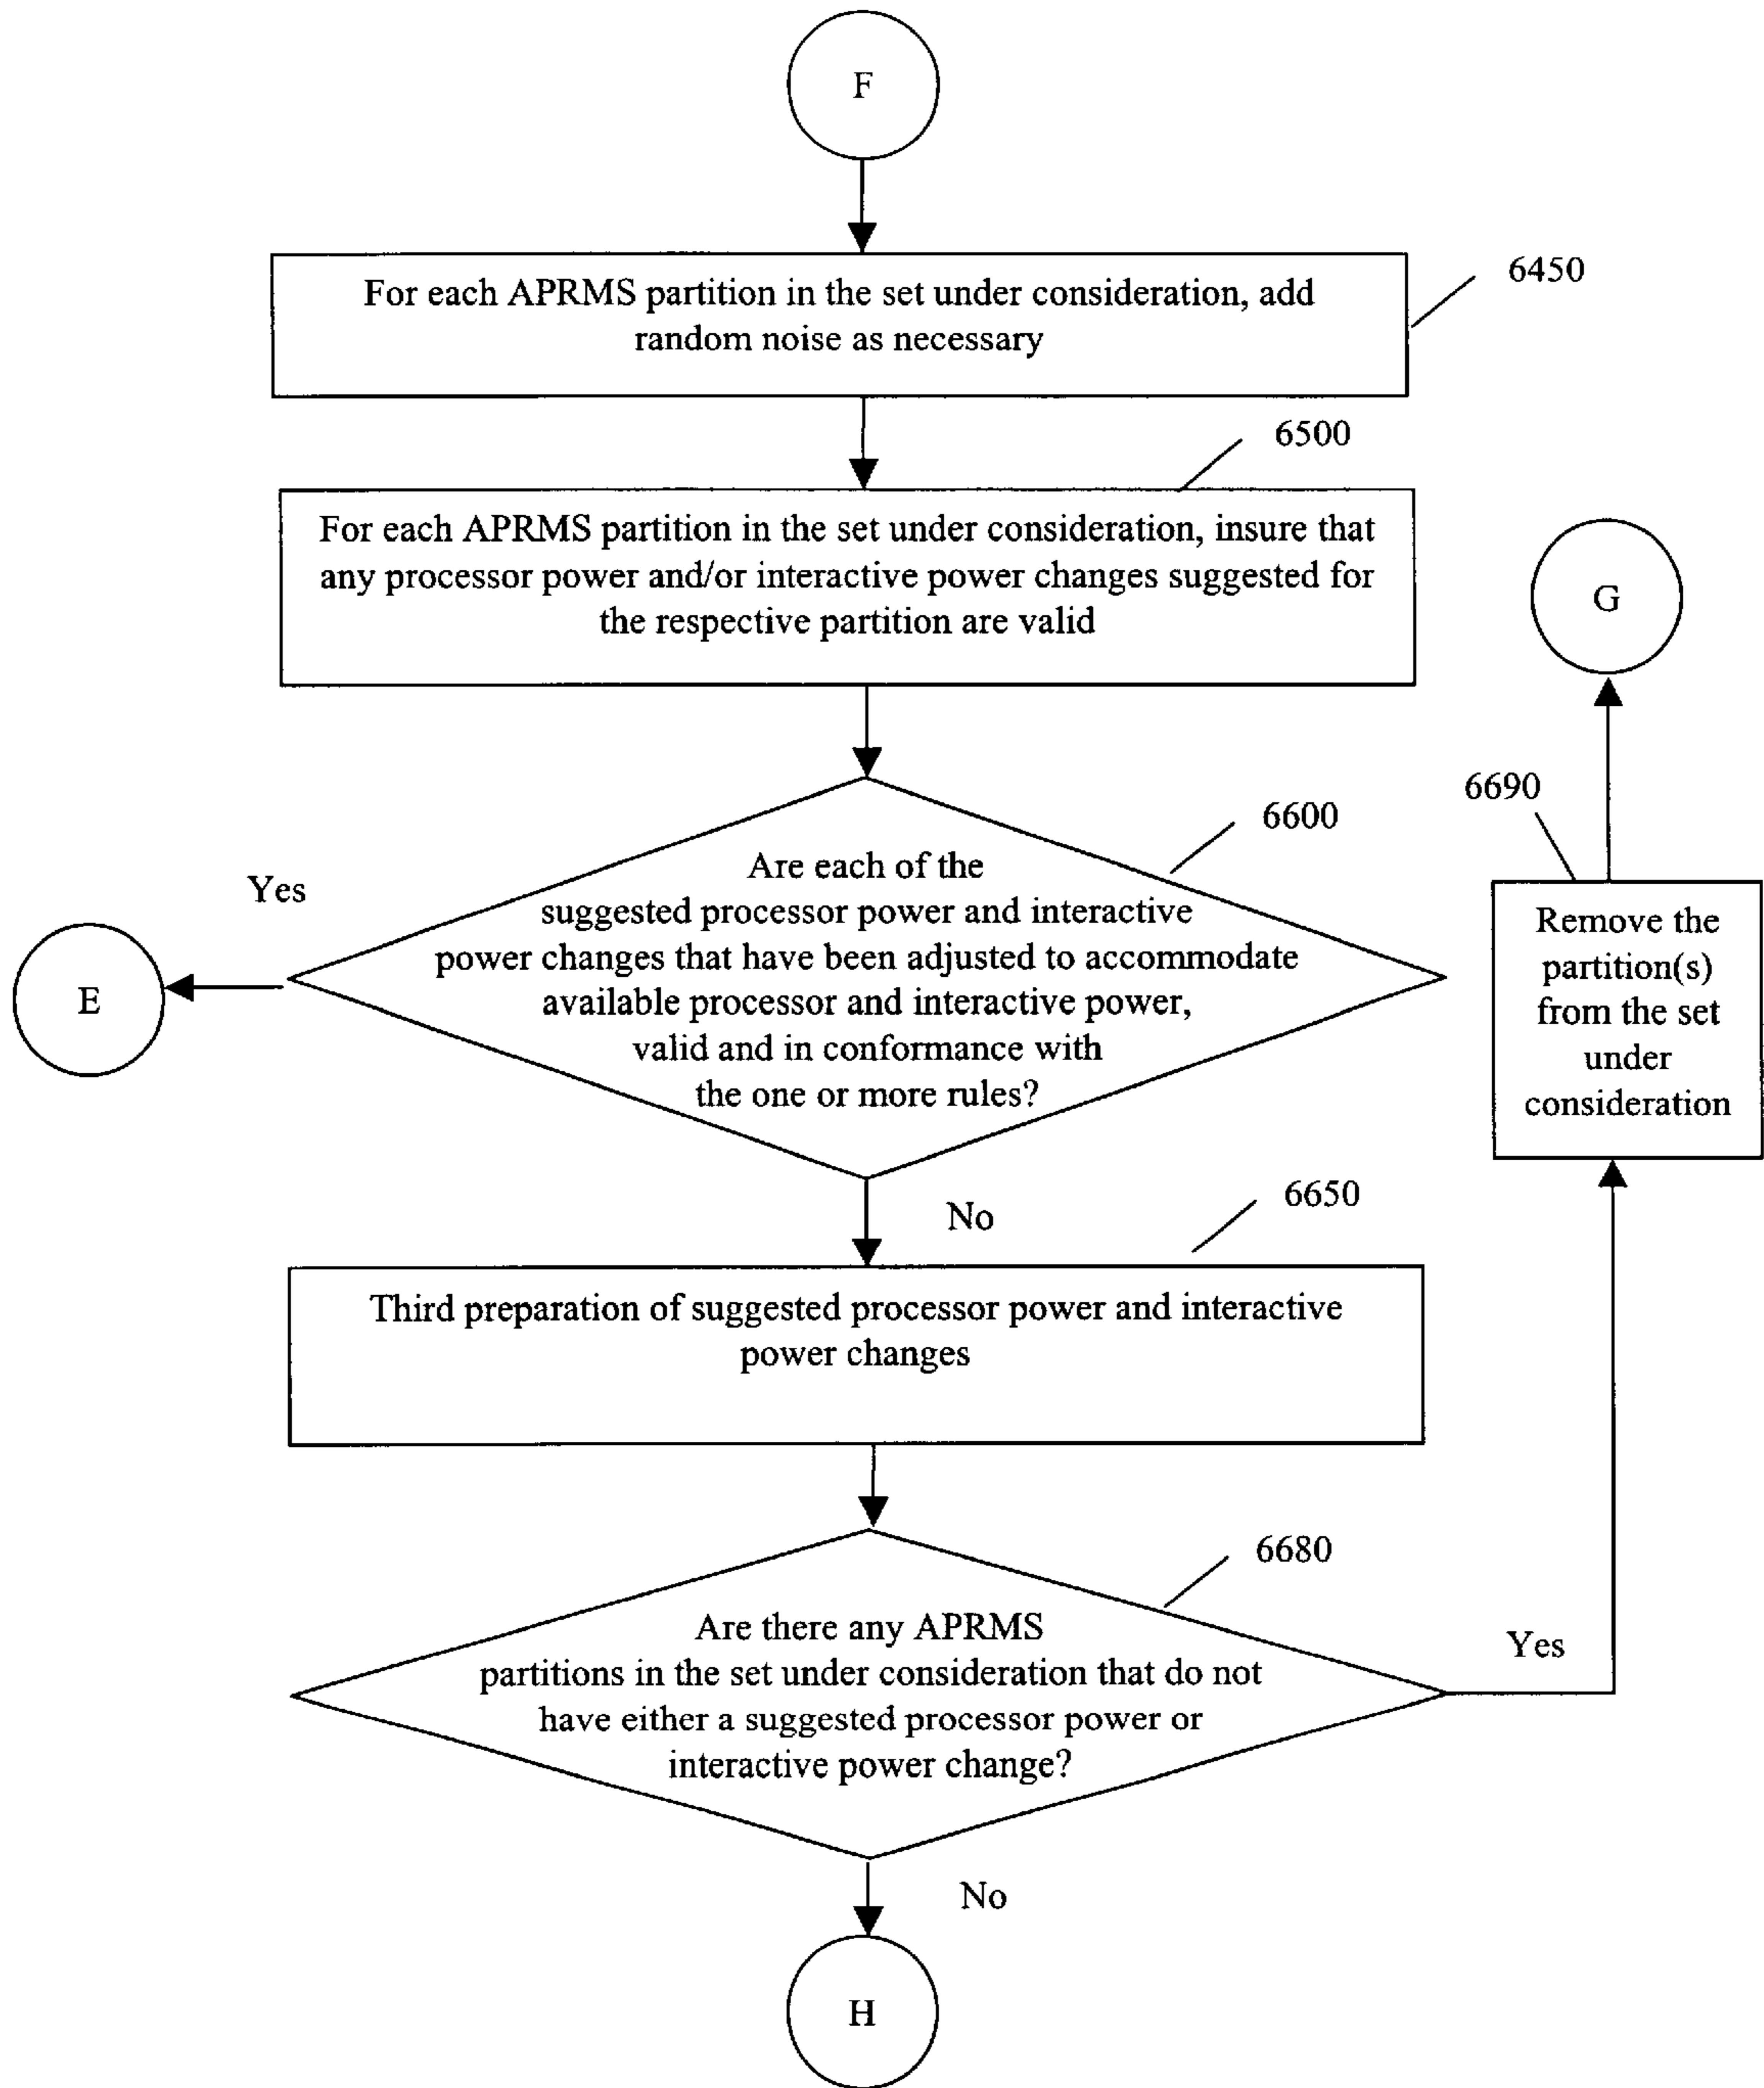 F
For each APRMS partition in the set under consideration, add
random noise as necessary
6450
6500
For each APRMS partition in the set under consideration, insure that
any processor power and/or interactive power changes suggested for
the respective partition are valid
G
6600
6690
Are each of the
suggested processor power and interactive
power changes that have been adjusted to accommodate
available processor and interactive power,
valid and in conformance with
the one or more rules?
Yes
E
Remove the
partition(s)
from the set
under
consideration
No
6650
Third preparation of suggested processor power and interactive
power changes
6680
Are there any APRMS
partitions in the set under consideration that do not
have either a suggested processor power or
interactive power change?
Yes
No
H